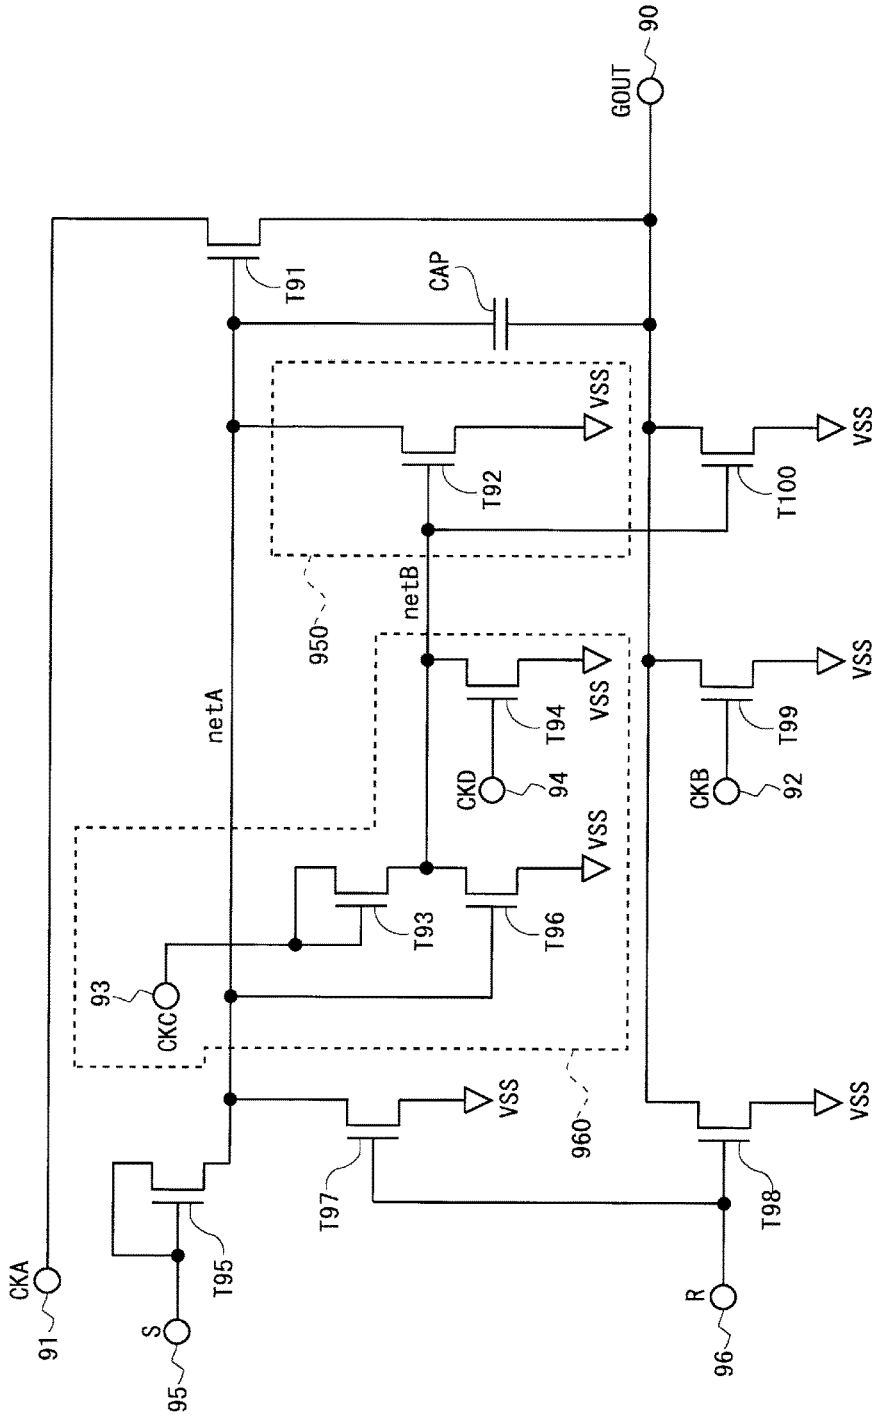 CKA
91
S
95
T95
netA
93
CKC
T93
T96
VSS
CKD
94
T94
VSS
netB
950
T92
VSS
CAP
T91
GOUT
90
T97
VSS
960
R
96
T98
VSS
CKB
92
T99
VSS
T100
VSS